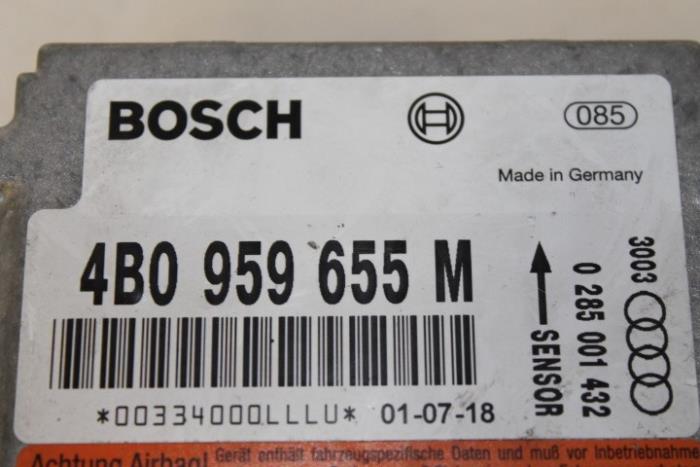 BOSCH
085
Made in Germany
4B0 959 655 M
SENSOR
0 285 001 432
3003
*00334000LLLU* 01-07-18
Achtung Airbag! Gerät enthält fahrzeugspezifische Daten und muß vor Inbetriebnahme